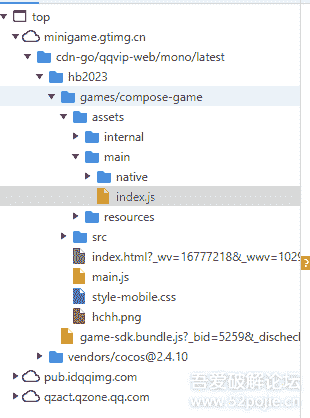 top
minigame.gtimg.cn
cdn-go/qqvip-web/mono/latest
hb2023
games/compose-game
assets
internal
main
native
index.js
resources
src
index.html?_wv=16777218&_wwv=1029
main.js
style-mobile.css
hchh.png
game-sdk.bundle.js?_bid=5259&_discheck
vendors/cocos@2.4.10
pub.idqqimg.com
qzact.qzone.qq.com
吾爱破解论坛
www.52pojie.cn